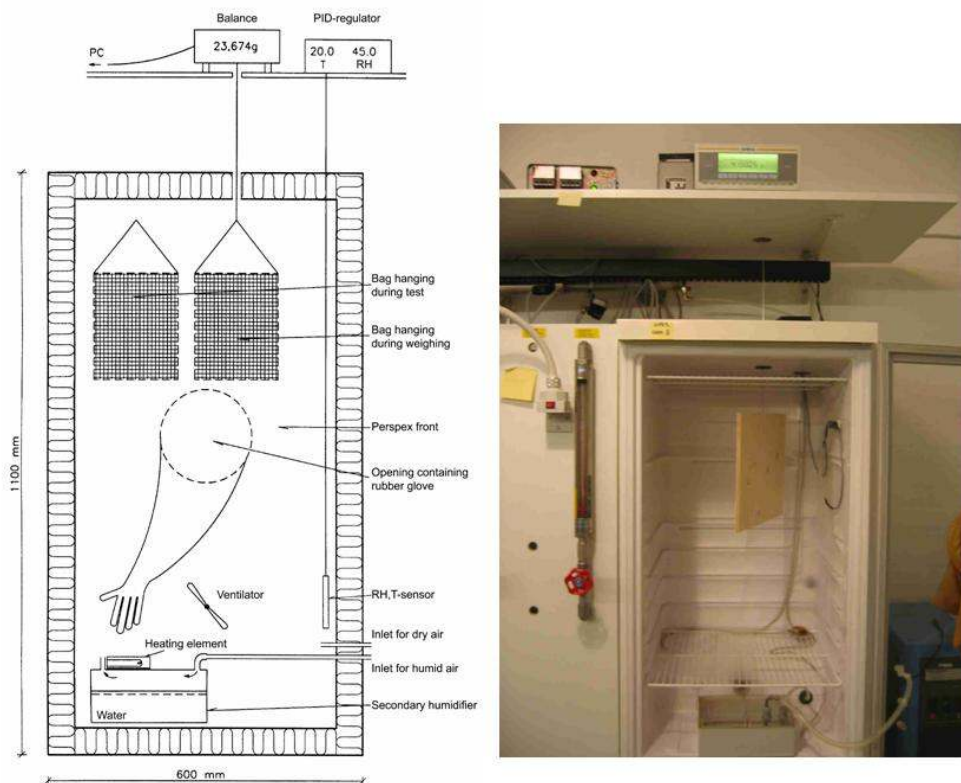 Balance
PID-regulator
PC
23,674g
20.0 45.0
T RH
Bag hanging
during test
Bag hanging
during weighing
Perspex front
Opening containing
rubber glove
1100 mm
Ventilator
RH,T-sensor
Inlet for dry air
Heating element
Inlet for humid air
Secondary humidifier
Water
600 mm